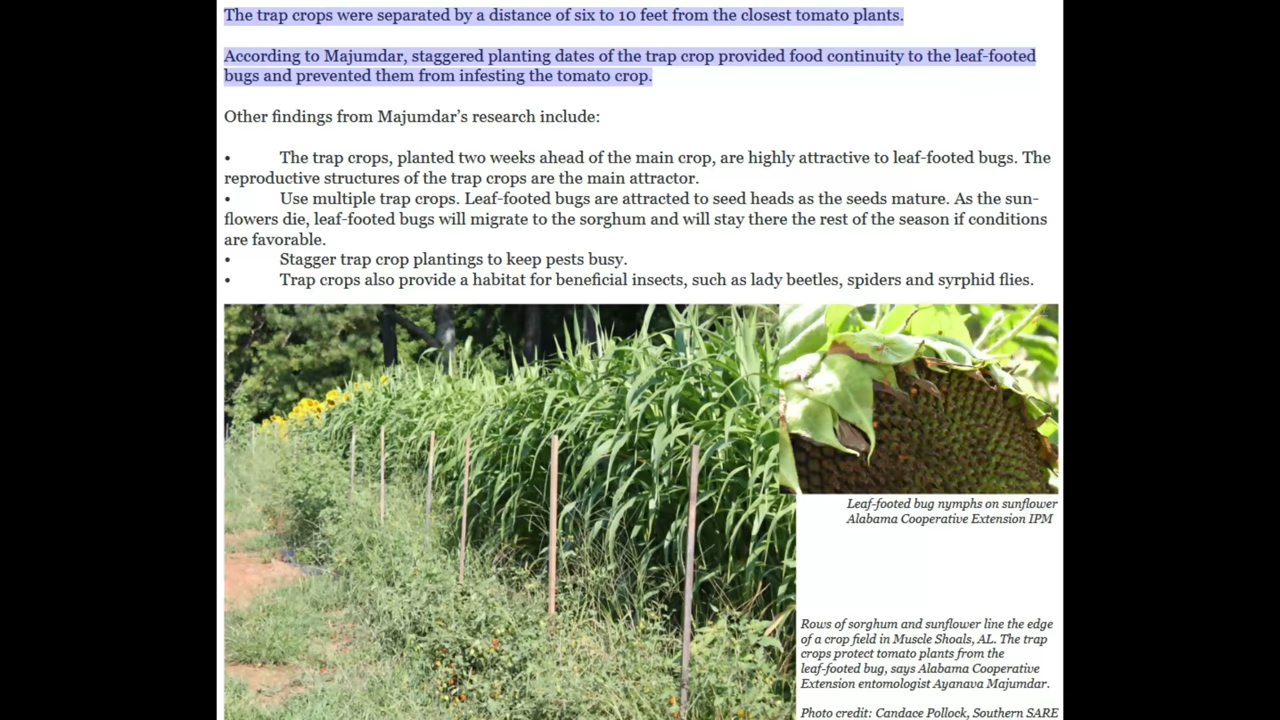 The trap crops were separated by a distance of six to 10 feet from the closest tomato plants.
According to Majumdar, staggered planting dates of the trap crop provided food continuity to the leaf-footed
bugs and prevented them from infesting the tomato crop.
Other findings from Majumdar’s research include:
• The trap crops, planted two weeks ahead of the main crop, are highly attractive to leaf-footed bugs. The
reproductive structures of the trap crops are the main attractor.
• Use multiple trap crops. Leaf-footed bugs are attracted to seed heads as the seeds mature. As the sun-
flowers die, leaf-footed bugs will migrate to the sorghum and will stay there the rest of the season if conditions
are favorable.
• Stagger trap crop plantings to keep pests busy.
• Trap crops also provide a habitat for beneficial insects, such as lady beetles, spiders and syrphid flies.
Leaf-footed bug nymphs on sunflower
Alabama Cooperative Extension IPM
Rows of sorghum and sunflower line the edge
of a crop field in Muscle Shoals, AL. The trap
crops protect tomato plants from the
leaf-footed bug, says Alabama Cooperative
Extension entomologist Ayanava Majumdar.
Photo credit: Candace Pollock, Southern SARE